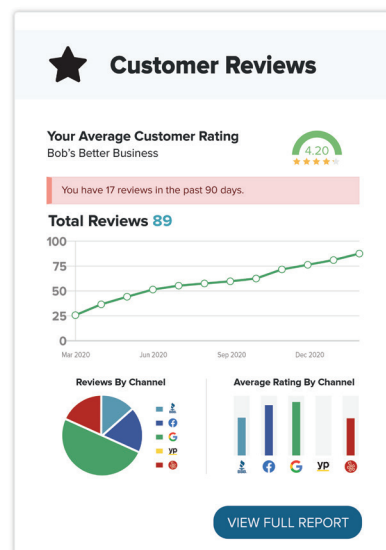 Customer Reviews
Your Average Customer Rating
Bob's Better Business
4.20
You have 17 reviews in the past 90 days.
Total Reviews 89
100
75
50
25
0
Mar 2020 Jun 2020 Sep 2020 Dec 2020
Reviews By Channel
Average Rating By Channel
f
G
yp
f G yp
VIEW FULL REPORT